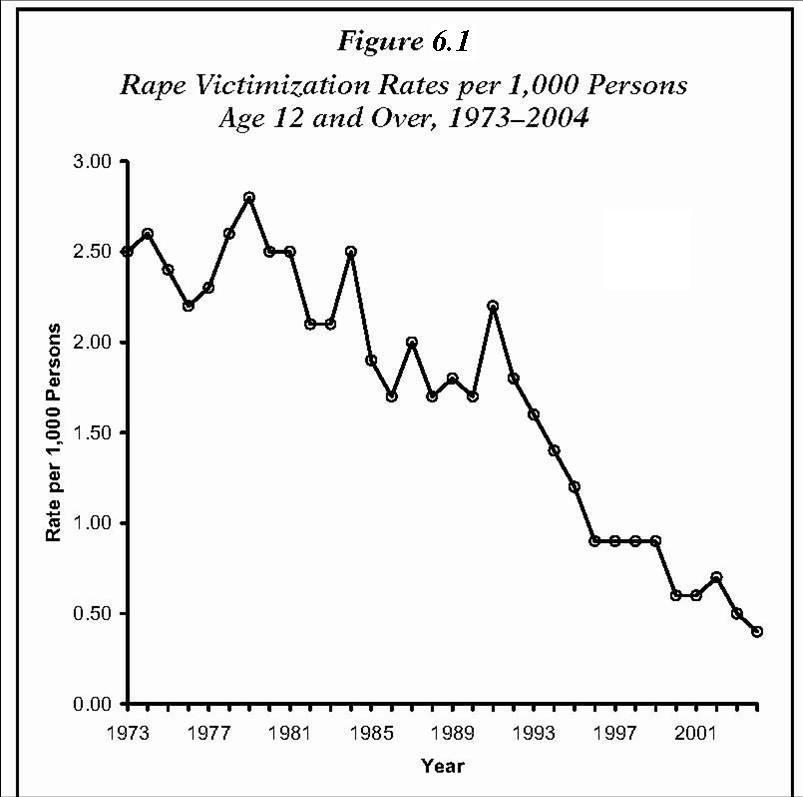 Figure 6.1
Rape Victimization Rates per 1,000 Persons
Age 12 and Over, 1973–2004
3.00
2.50
2.00
1.50
1.00
0.50
0.00
Rate per 1,000 Persons
1973 1977 1981 1985 1989 1993 1997 2001
Year